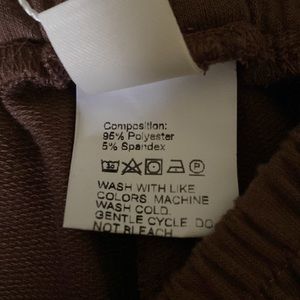 Composition:
95% Polyester
5% Spandex
WASH WITH LIKE
COLORS. MACHINE
WASH COLD.
GENTLE CYCLE DO
NOT BLEACH.